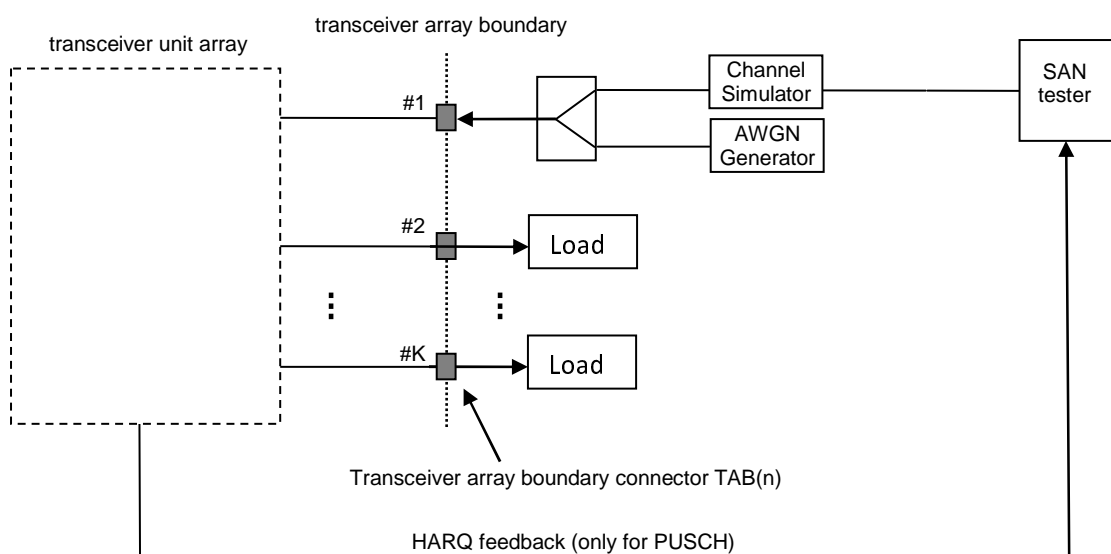 transceiver array boundary
transceiver unit array
#1
Channel
Simulator
AWGN
Generator
SAN
tester
#2
Load
#K
Load
Transceiver array boundary connector TAB(n)
HARQ feedback (only for PUSCH)